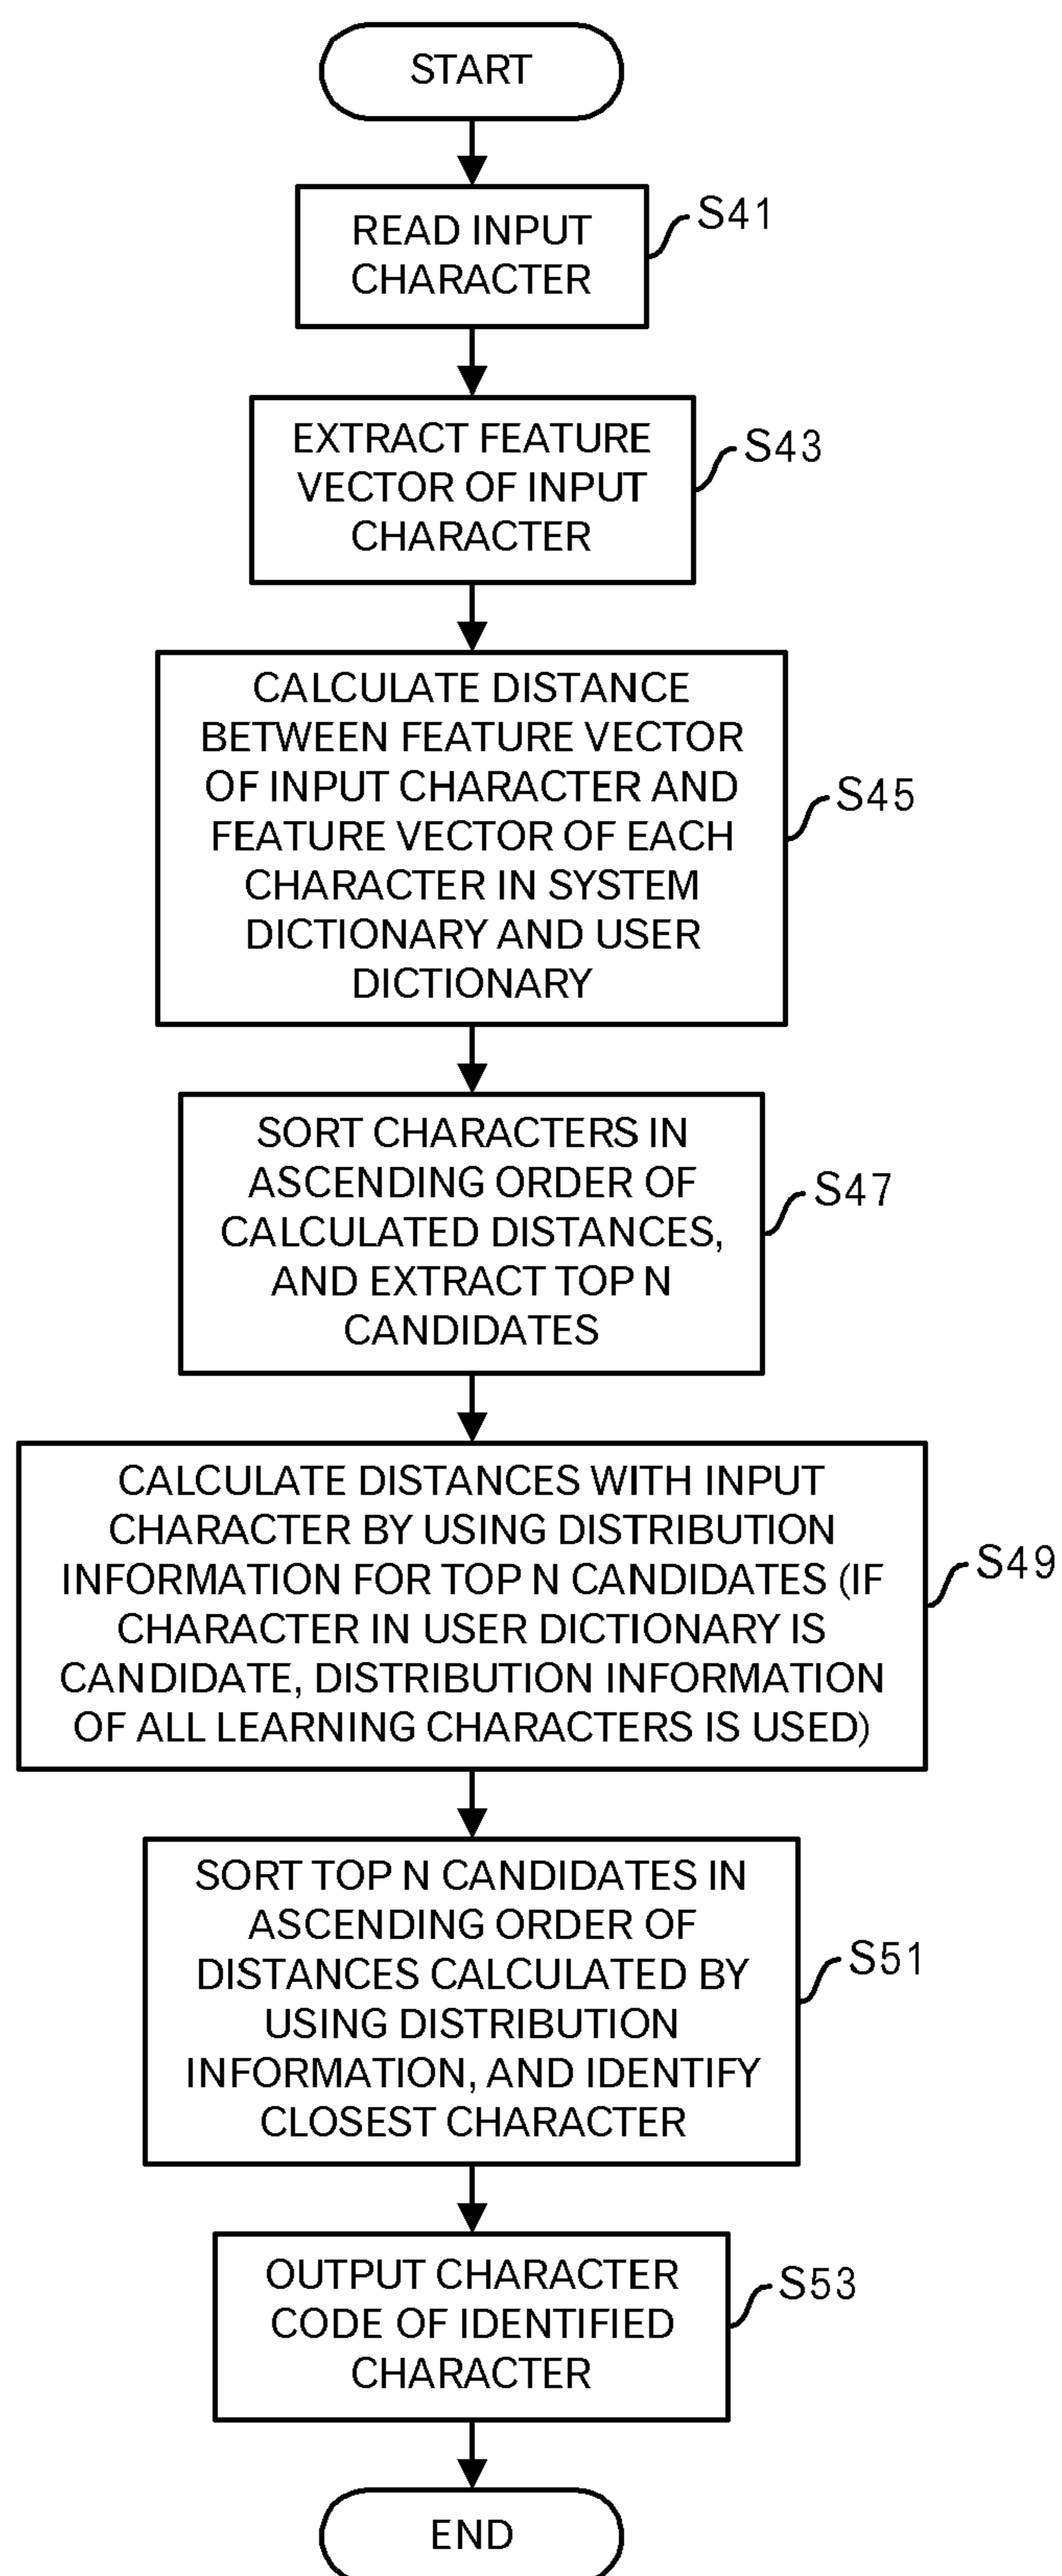 START
READ INPUT
CHARACTER
S41
EXTRACT FEATURE
VECTOR OF INPUT
CHARACTER
S43
CALCULATE DISTANCE
BETWEEN FEATURE VECTOR
OF INPUT CHARACTER AND
FEATURE VECTOR OF EACH
CHARACTER IN SYSTEM
DICTIONARY AND USER
DICTIONARY
S45
SORT CHARACTERS IN
ASCENDING ORDER OF
CALCULATED DISTANCES,
AND EXTRACT TOP N
CANDIDATES
S47
CALCULATE DISTANCES WITH INPUT
CHARACTER BY USING DISTRIBUTION
INFORMATION FOR TOP N CANDIDATES (IF
CHARACTER IN USER DICTIONARY IS
CANDIDATE, DISTRIBUTION INFORMATION
OF ALL LEARNING CHARACTERS IS USED)
S49
SORT TOP N CANDIDATES IN
ASCENDING ORDER OF
DISTANCES CALCULATED BY
USING DISTRIBUTION
INFORMATION, AND IDENTIFY
CLOSEST CHARACTER
S51
OUTPUT CHARACTER
CODE OF IDENTIFIED
CHARACTER
S53
END